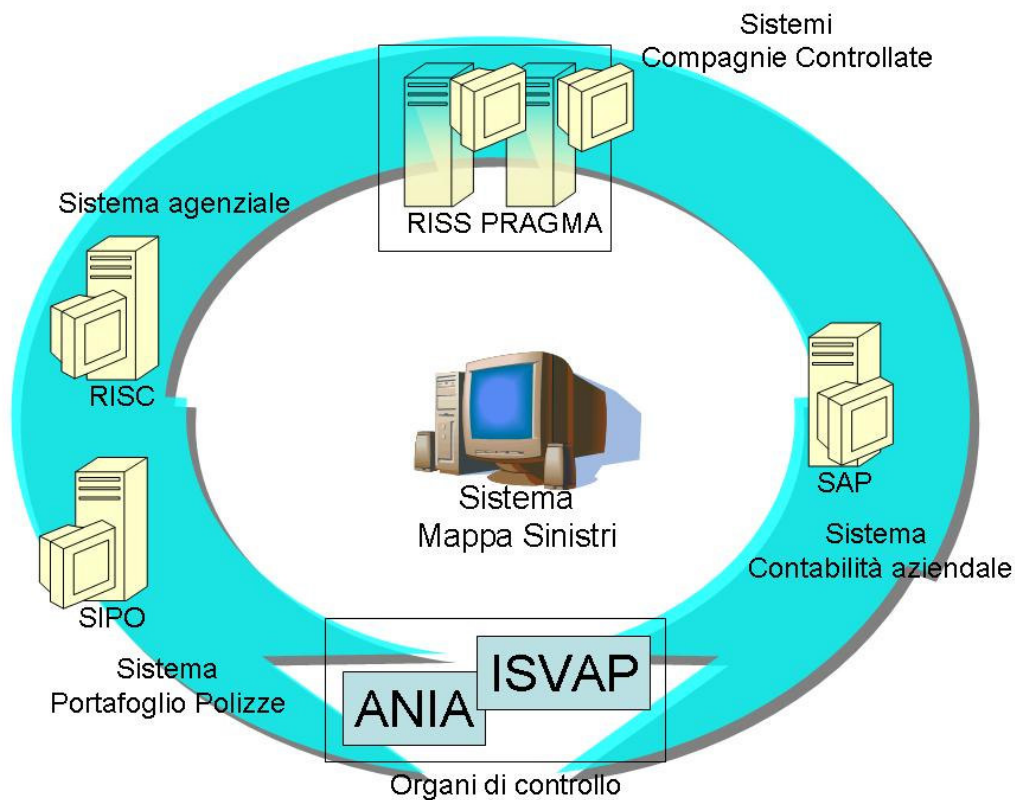 Sistemi
Compagnie Controllate
RISS PRAGMA
Sistema agenziale
RISC
Sistema
Mappa Sinistri
SAP
Sistema
Contabilità aziendale
SIPO
Sistema
Portafoglio Polizze
ISVAP
ANIA
Organi di controllo